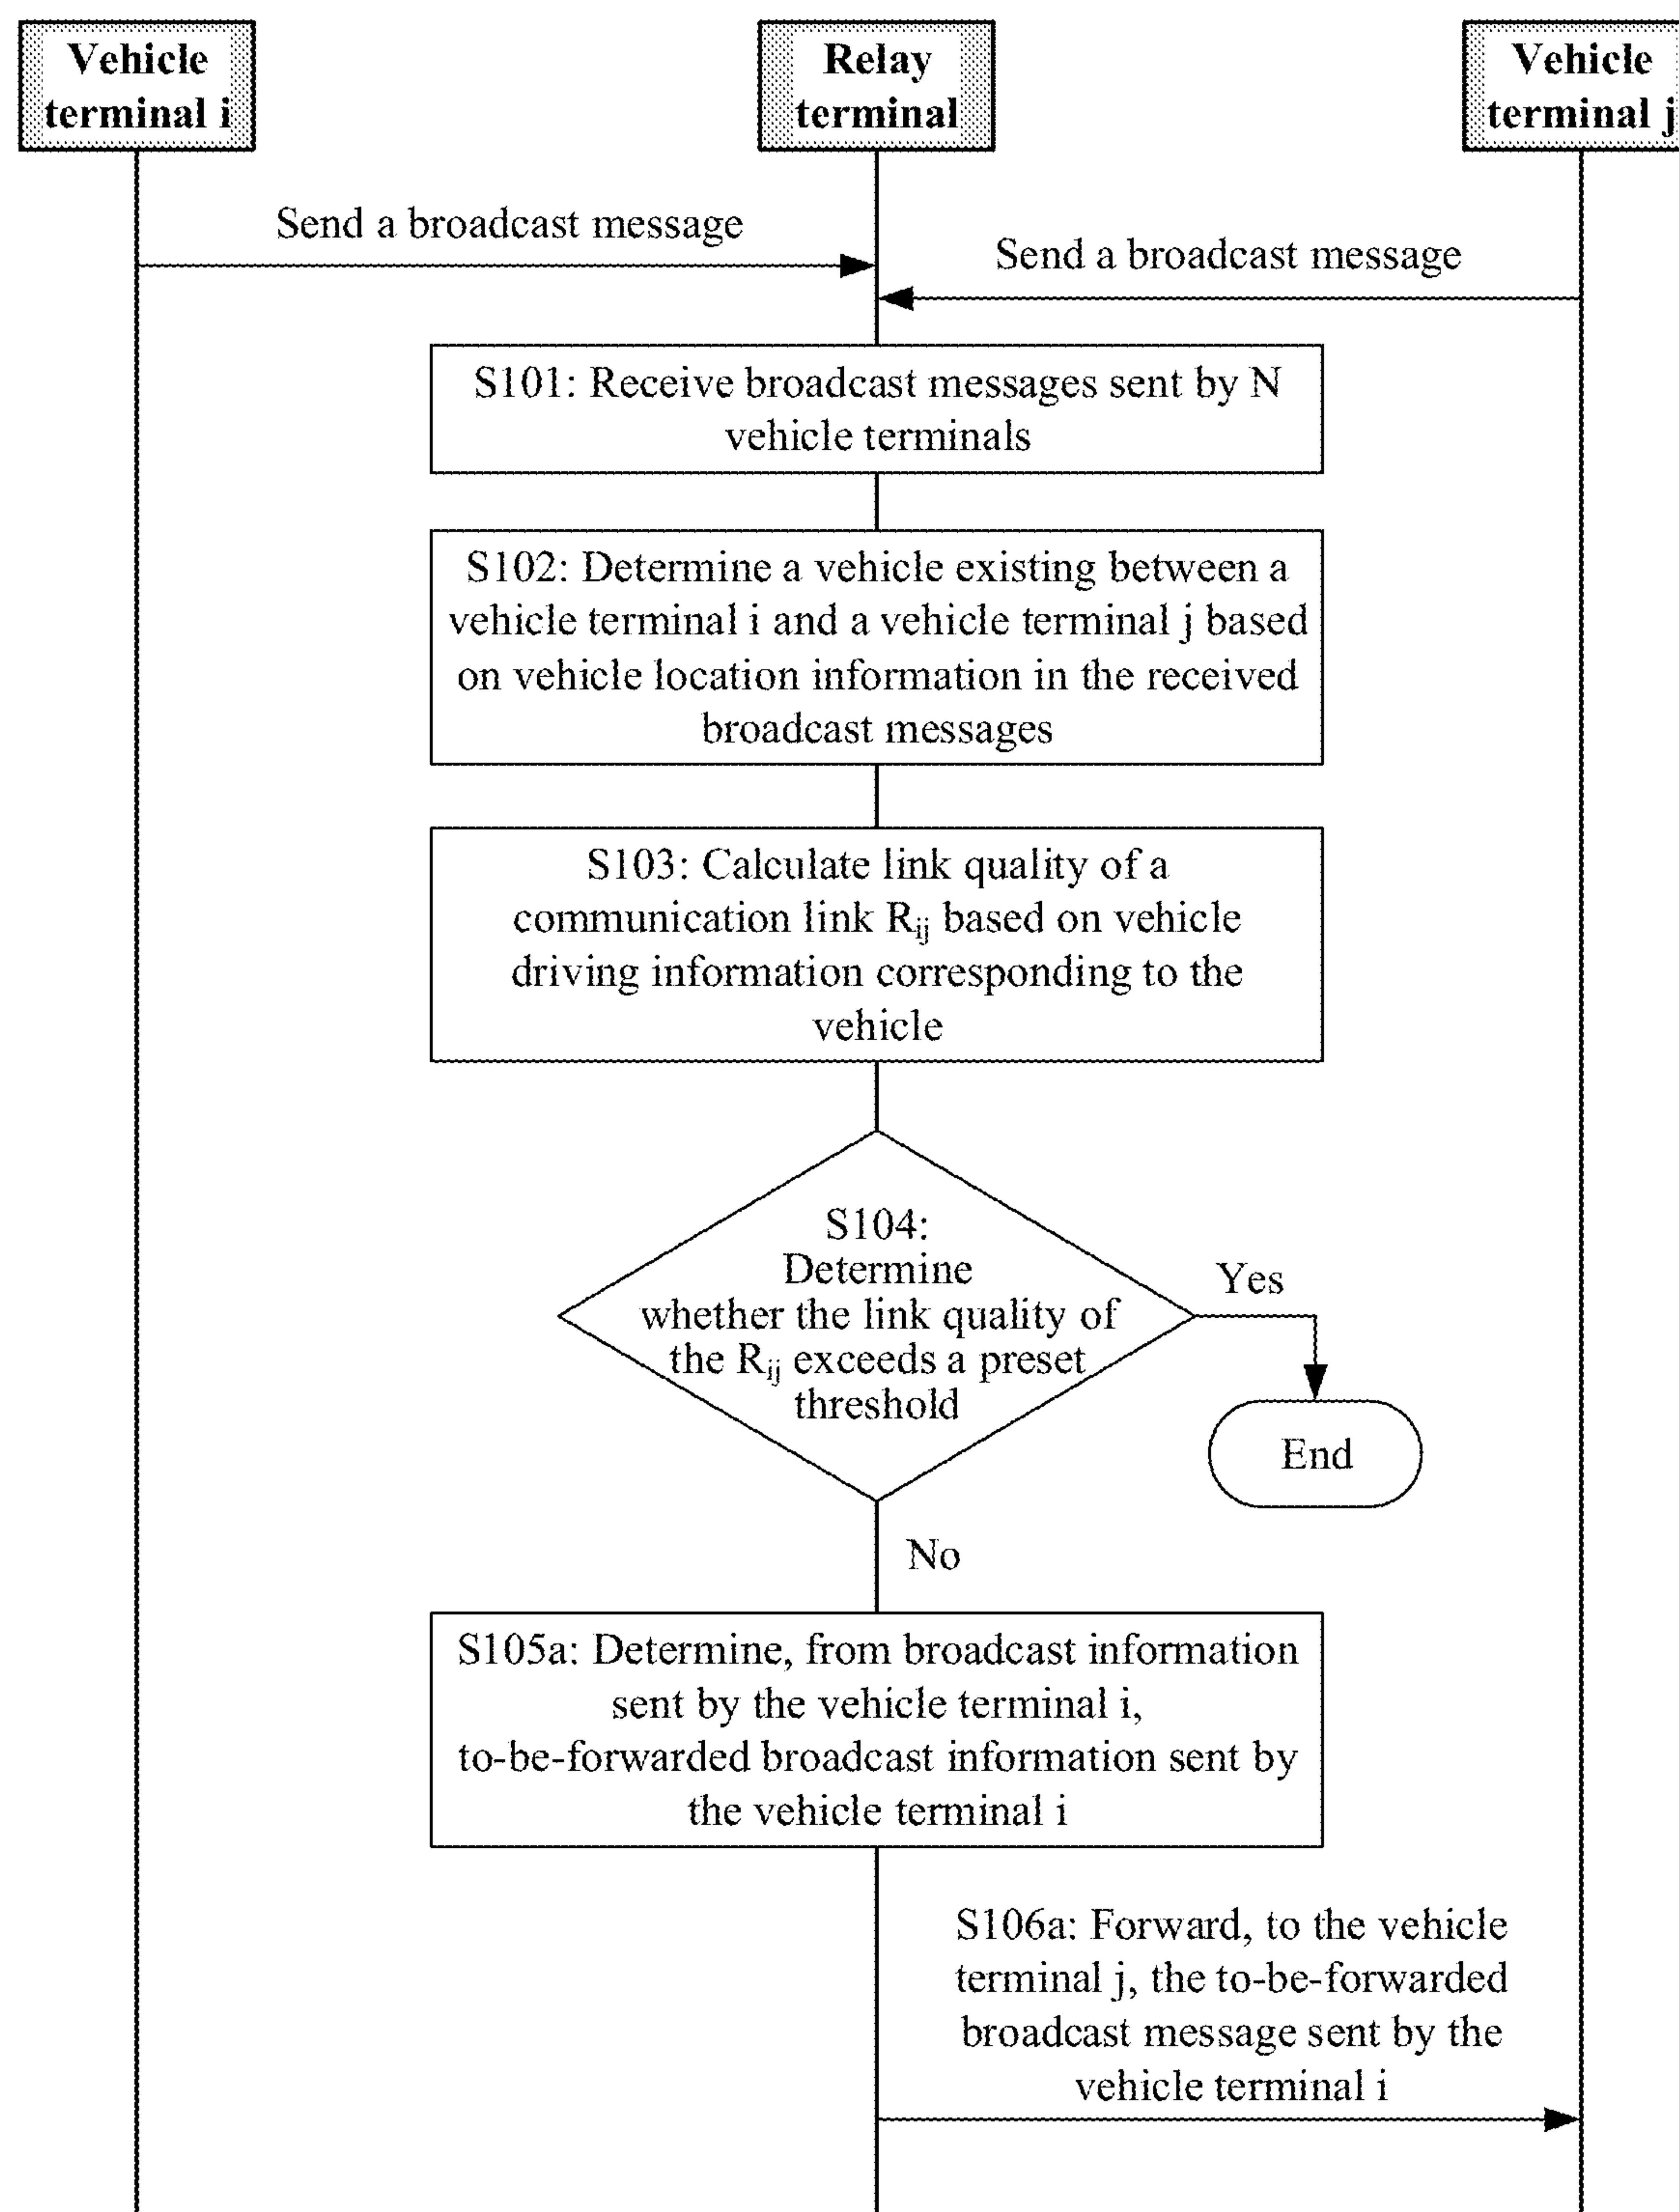 Vehicle
terminal i
Relay
terminal
Vehicle
terminal j
Send a broadcast message
Send a broadcast message
S101: Receive broadcast messages sent by N
vehicle terminals
S102: Determine a vehicle existing between a
vehicle terminal i and a vehicle terminal j based
on vehicle location information in the received
broadcast messages
S103: Calculate link quality of a
communication link Rij based on vehicle
driving information corresponding to the
vehicle
S104:
Determine
whether the link quality of
the Rij exceeds a preset
threshold
Yes
End
No
S105a: Determine, from broadcast information
sent by the vehicle terminal i,
to-be-forwarded broadcast information sent by
the vehicle terminal i
S106a: Forward, to the vehicle
terminal j, the to-be-forwarded
broadcast message sent by the
vehicle terminal i